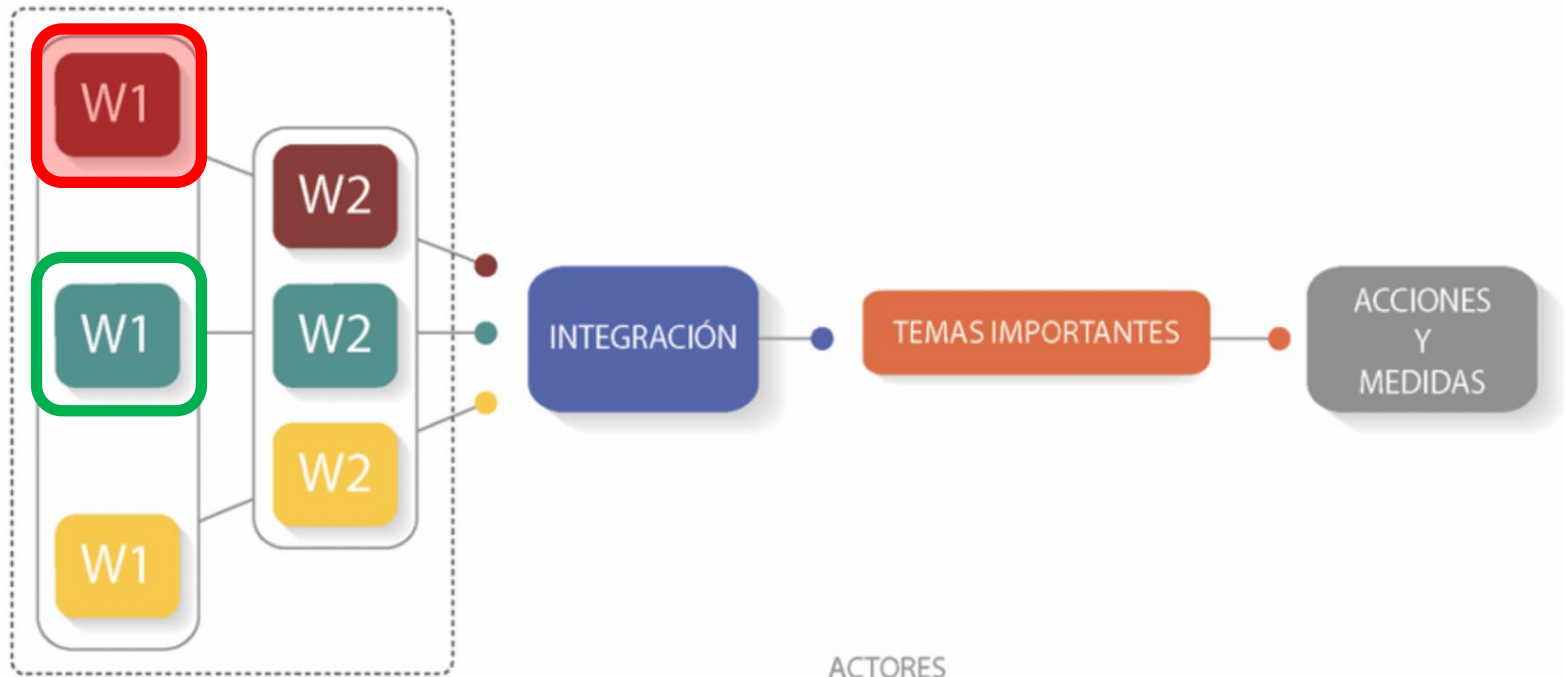 W1
W1
W1
W2
W2
W2
INTEGRACIÓN
TEMAS IMPORTANTES
ACCIONES
Y
MEDIDAS
ACTORES